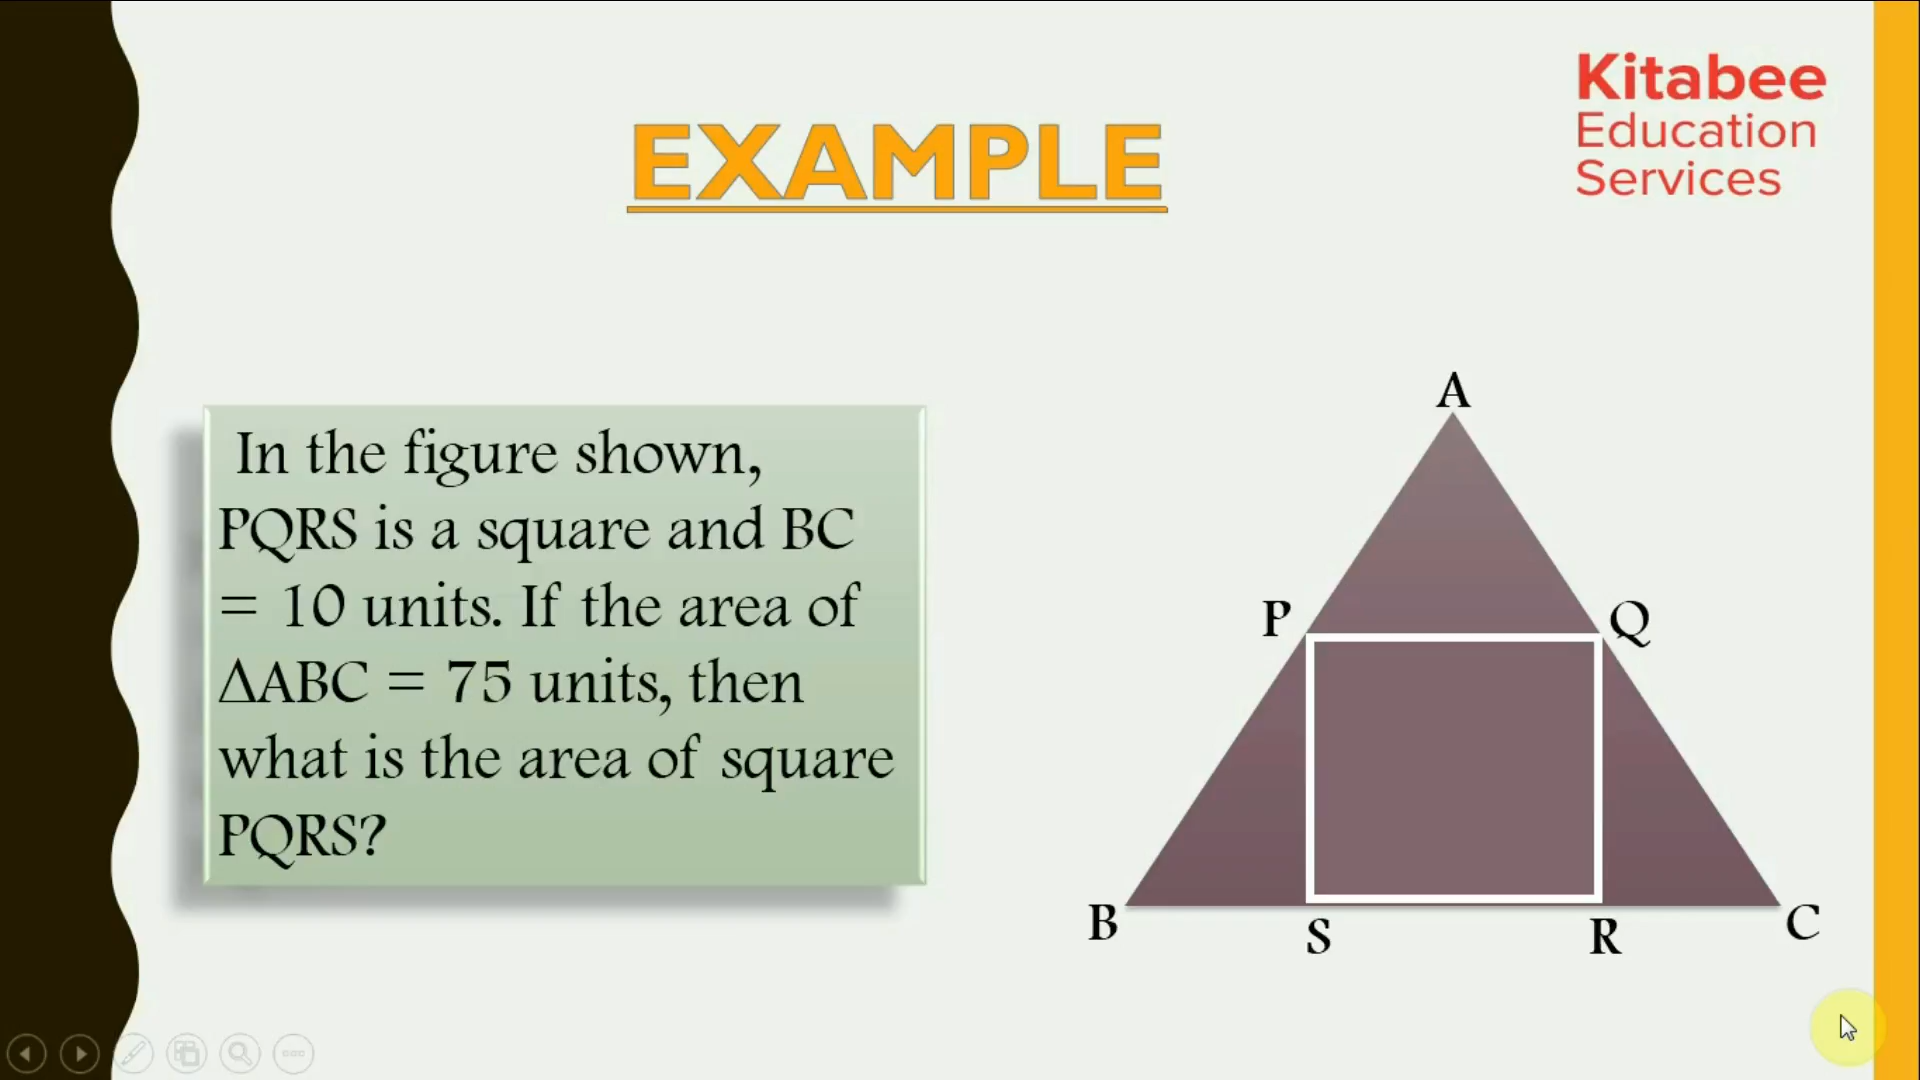 Kitabee
Education
Services
EXAMPLE
In the figure shown,
PQRS is a square and BC
= 10 units. If the area of
ΔABC = 75 units, then
what is the area of square
PQRS?
A
P
Q
B
S
R
C